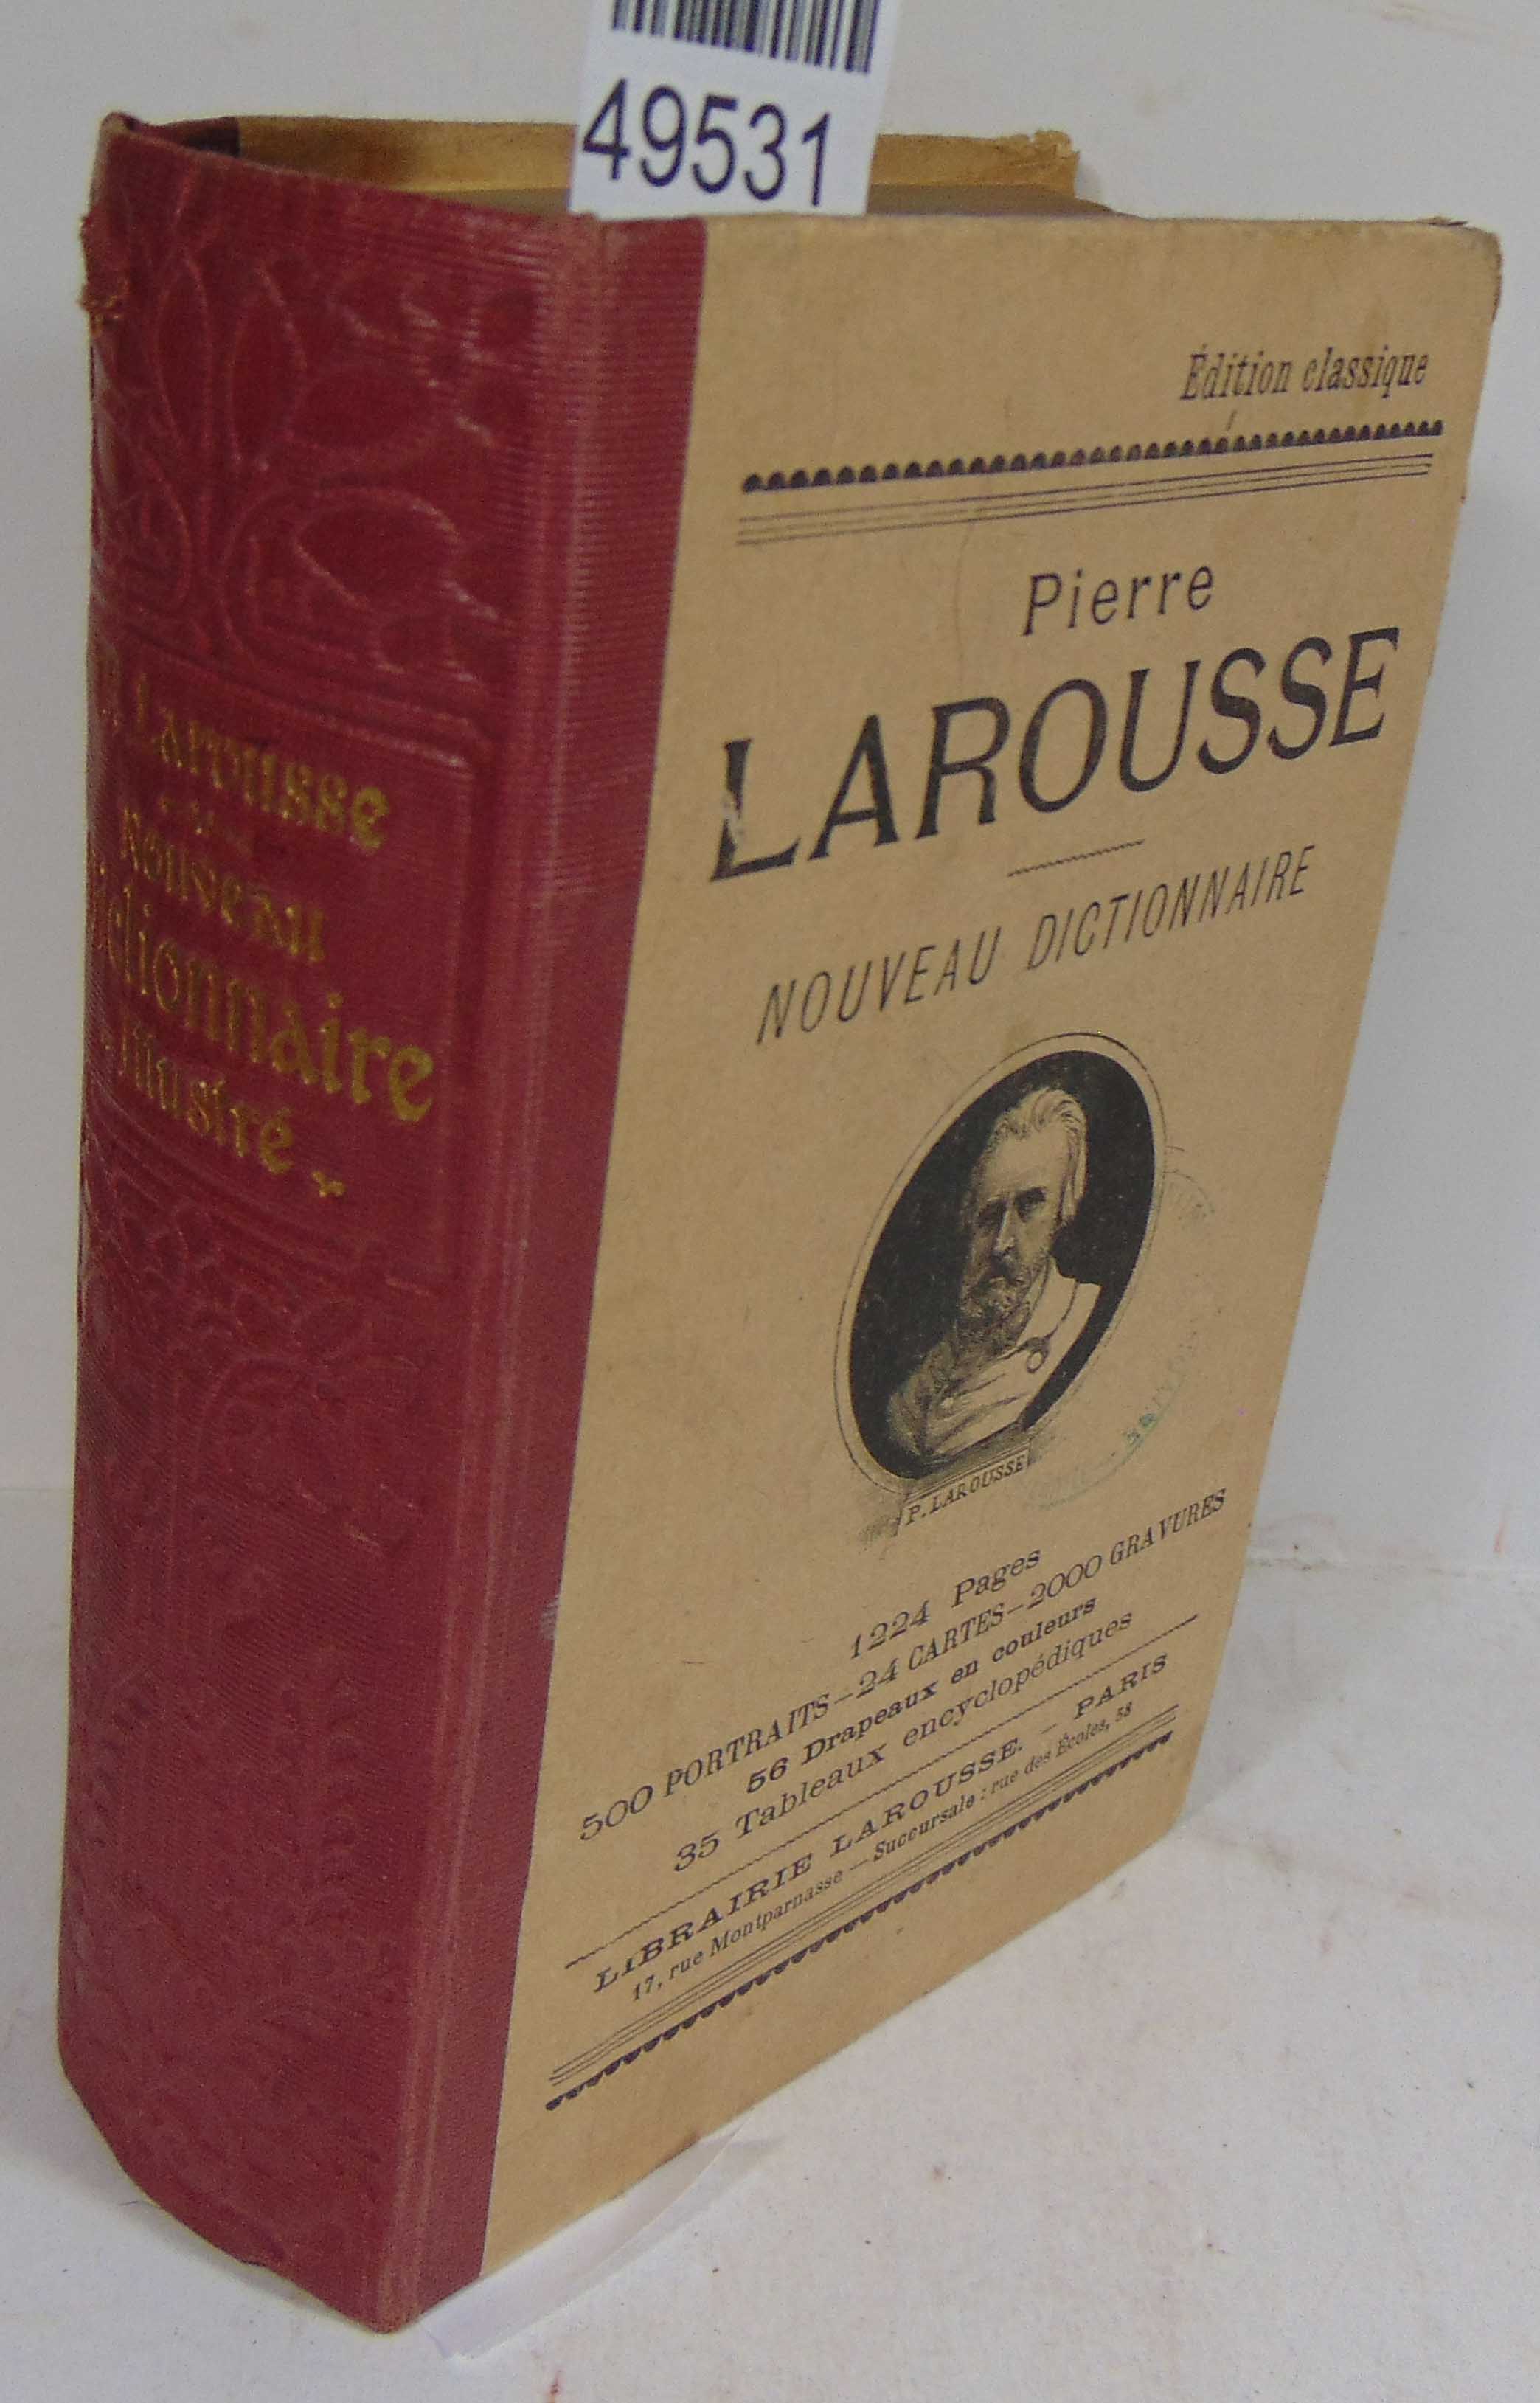 49531
P. Larousse
Nouveau
Dictionnaire
Illustré
Édition classique
Pierre
LAROUSSE
NOUVEAU DICTIONNAIRE
P. LAROUSSE
1224 Pages
500 PORTRAITS – 24 CARTES – 2000 GRAVURES
56 Drapeaux en couleurs
35 Tableaux encyclopédiques
LIBRAIRIE LAROUSSE. – PARIS
17, rue Montparnasse – Succursale : rue des Écoles, 58